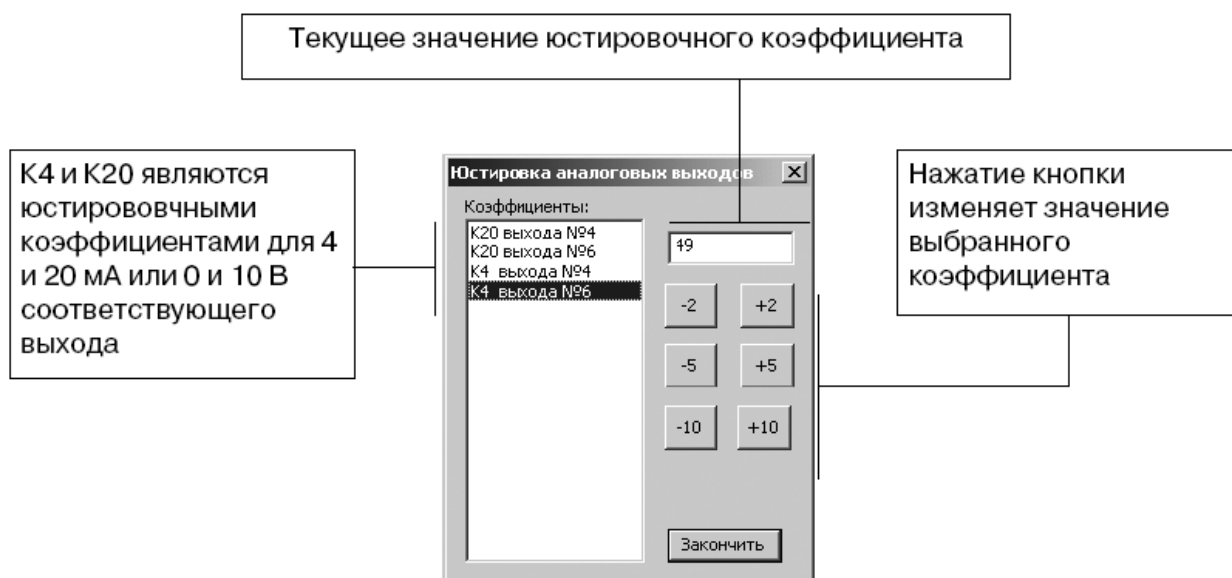 Текущее значение юстировочного коэффициента
К4 и К20 являются
юстирововчными
коэффициентами для 4
и 20 мА или 0 и 10 В
соответствующего
выхода
Юстировка аналоговых выходов
Коэффициенты:
К20 выхода №4
К20 выхода №6
К4 выхода №4
К4 выхода №6
49
-2 +2
-5 +5
-10 +10
Закончить
Нажатие кнопки
изменяет значение
выбранного
коэффициента